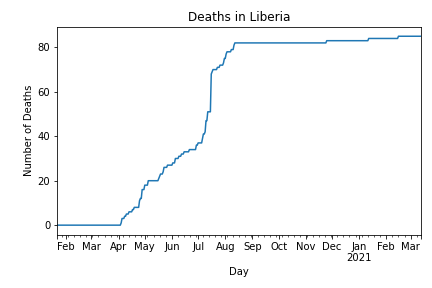 Deaths in Liberia
80
60
40
20
0
Number of Deaths
Feb Mar Apr May Jun Jul Aug Sep Oct Nov Dec Jan Feb Mar
2021
Day